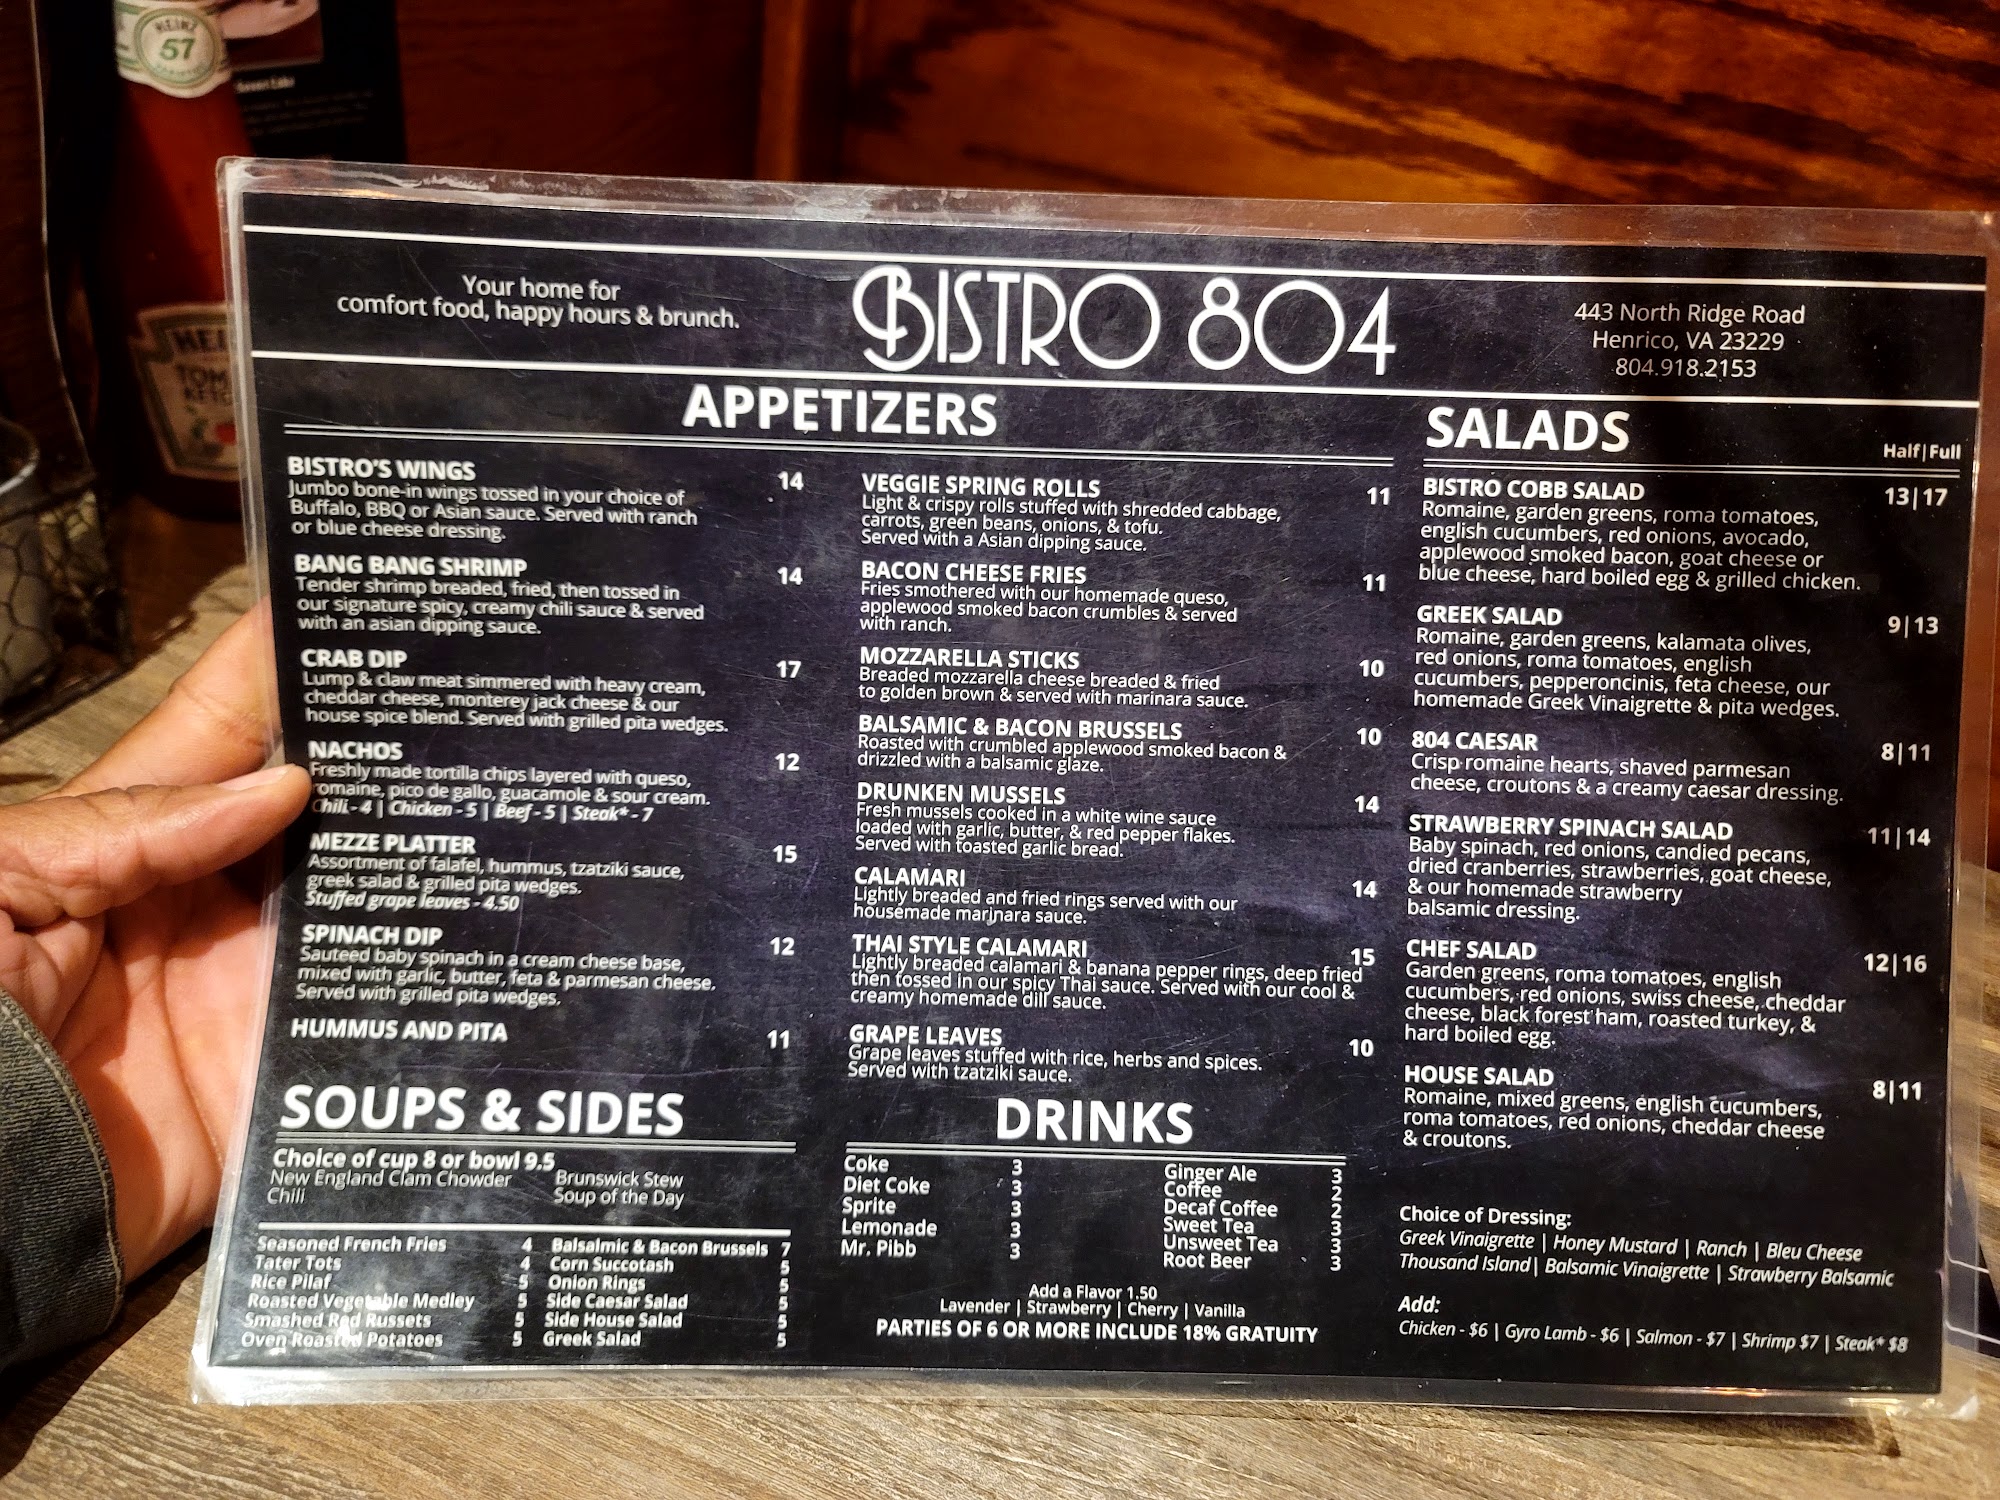 HEINZ
57
Your home for
comfort food, happy hours & brunch.
BISTRO 804
443 North Ridge Road
Henrico, VA 23229
804.918.2153
APPETIZERS
BISTRO'S WINGS 14
Jumbo bone-in wings tossed in your choice of
Buffalo, BBQ or Asian sauce. Served with ranch
or blue cheese dressing.
BANG BANG SHRIMP 14
Tender shrimp breaded, fried, then tossed in
our signature spicy, creamy chili sauce & served
with an asian dipping sauce.
CRAB DIP 17
Lump & claw meat simmered with heavy cream,
cheddar cheese, monterey jack cheese & our
house spice blend. Served with grilled pita wedges.
NACHOS 12
Freshly made tortilla chips layered with queso,
romaine, pico de gallo, guacamole & sour cream.
Chili - 4 | Chicken - 5 | Beef - 5 | Steak* - 7
MEZZE PLATTER 15
Assortment of falafel, hummus, tzatziki sauce,
greek salad & grilled pita wedges.
Stuffed grape leaves - 4.50
SPINACH DIP 12
Sauteed baby spinach in a cream cheese base,
mixed with garlic, butter, feta & parmesan cheese.
Served with grilled pita wedges.
HUMMUS AND PITA 11
VEGGIE SPRING ROLLS 11
Light & crispy rolls stuffed with shredded cabbage,
carrots, green beans, onions, & tofu.
Served with a Asian dipping sauce.
BACON CHEESE FRIES 11
Fries smothered with our homemade queso,
applewood smoked bacon crumbles & served
with ranch.
MOZZARELLA STICKS 10
Breaded mozzarella cheese breaded & fried
to golden brown & served with marinara sauce.
BALSAMIC & BACON BRUSSELS 10
Roasted with crumbled applewood smoked bacon &
drizzled with a balsamic glaze.
DRUNKEN MUSSELS 14
Fresh mussels cooked in a white wine sauce
loaded with garlic, butter, & red pepper flakes.
Served with toasted garlic bread.
CALAMARI 14
Lightly breaded and fried rings served with our
housemade marinara sauce.
THAI STYLE CALAMARI 15
Lightly breaded calamari & banana pepper rings, deep fried
then tossed in our spicy Thai sauce. Served with our cool &
creamy homemade dill sauce.
GRAPE LEAVES 10
Grape leaves stuffed with rice, herbs and spices.
Served with tzatziki sauce.
SALADS
Half|Full
BISTRO COBB SALAD 13|17
Romaine, garden greens, roma tomatoes,
english cucumbers, red onions, avocado,
applewood smoked bacon, goat cheese or
blue cheese, hard boiled egg & grilled chicken.
GREEK SALAD 9|13
Romaine, garden greens, kalamata olives,
red onions, roma tomatoes, english
cucumbers, pepperoncinis, feta cheese, our
homemade Greek Vinaigrette & pita wedges.
804 CAESAR 8|11
Crisp romaine hearts, shaved parmesan
cheese, croutons & a creamy caesar dressing.
STRAWBERRY SPINACH SALAD 11|14
Baby spinach, red onions, candied pecans,
dried cranberries, strawberries, goat cheese,
& our homemade strawberry
balsamic dressing.
CHEF SALAD 12|16
Garden greens, roma tomatoes, english
cucumbers, red onions, swiss cheese, cheddar
cheese, black forest ham, roasted turkey, &
hard boiled egg.
HOUSE SALAD 8|11
Romaine, mixed greens, english cucumbers,
roma tomatoes, red onions, cheddar cheese
& croutons.
Choice of Dressing:
Greek Vinaigrette | Honey Mustard | Ranch | Bleu Cheese
Thousand Island| Balsamic Vinaigrette | Strawberry Balsamic
Add:
Chicken - $6 | Gyro Lamb - $6 | Salmon - $7 | Shrimp $7 | Steak* $8
SOUPS & SIDES
Choice of cup 8 or bowl 9.5
New England Clam Chowder Brunswick Stew
Chili Soup of the Day
Seasoned French Fries 4 Balsalmic & Bacon Brussels 7
Tater Tots 4 Corn Succotash 5
Rice Pilaf 5 Onion Rings 5
Roasted Vegetable Medley 5 Side Caesar Salad 5
Smashed Red Russets 5 Side House Salad 5
Oven Roasted Potatoes 5 Greek Salad 5
DRINKS
Coke 3 Ginger Ale 3
Diet Coke 3 Coffee 2
Sprite 3 Decaf Coffee 2
Lemonade 3 Sweet Tea 3
Mr. Pibb 3 Unsweet Tea 3
Root Beer 3
Add a Flavor 1.50
Lavender | Strawberry | Cherry | Vanilla
PARTIES OF 6 OR MORE INCLUDE 18% GRATUITY